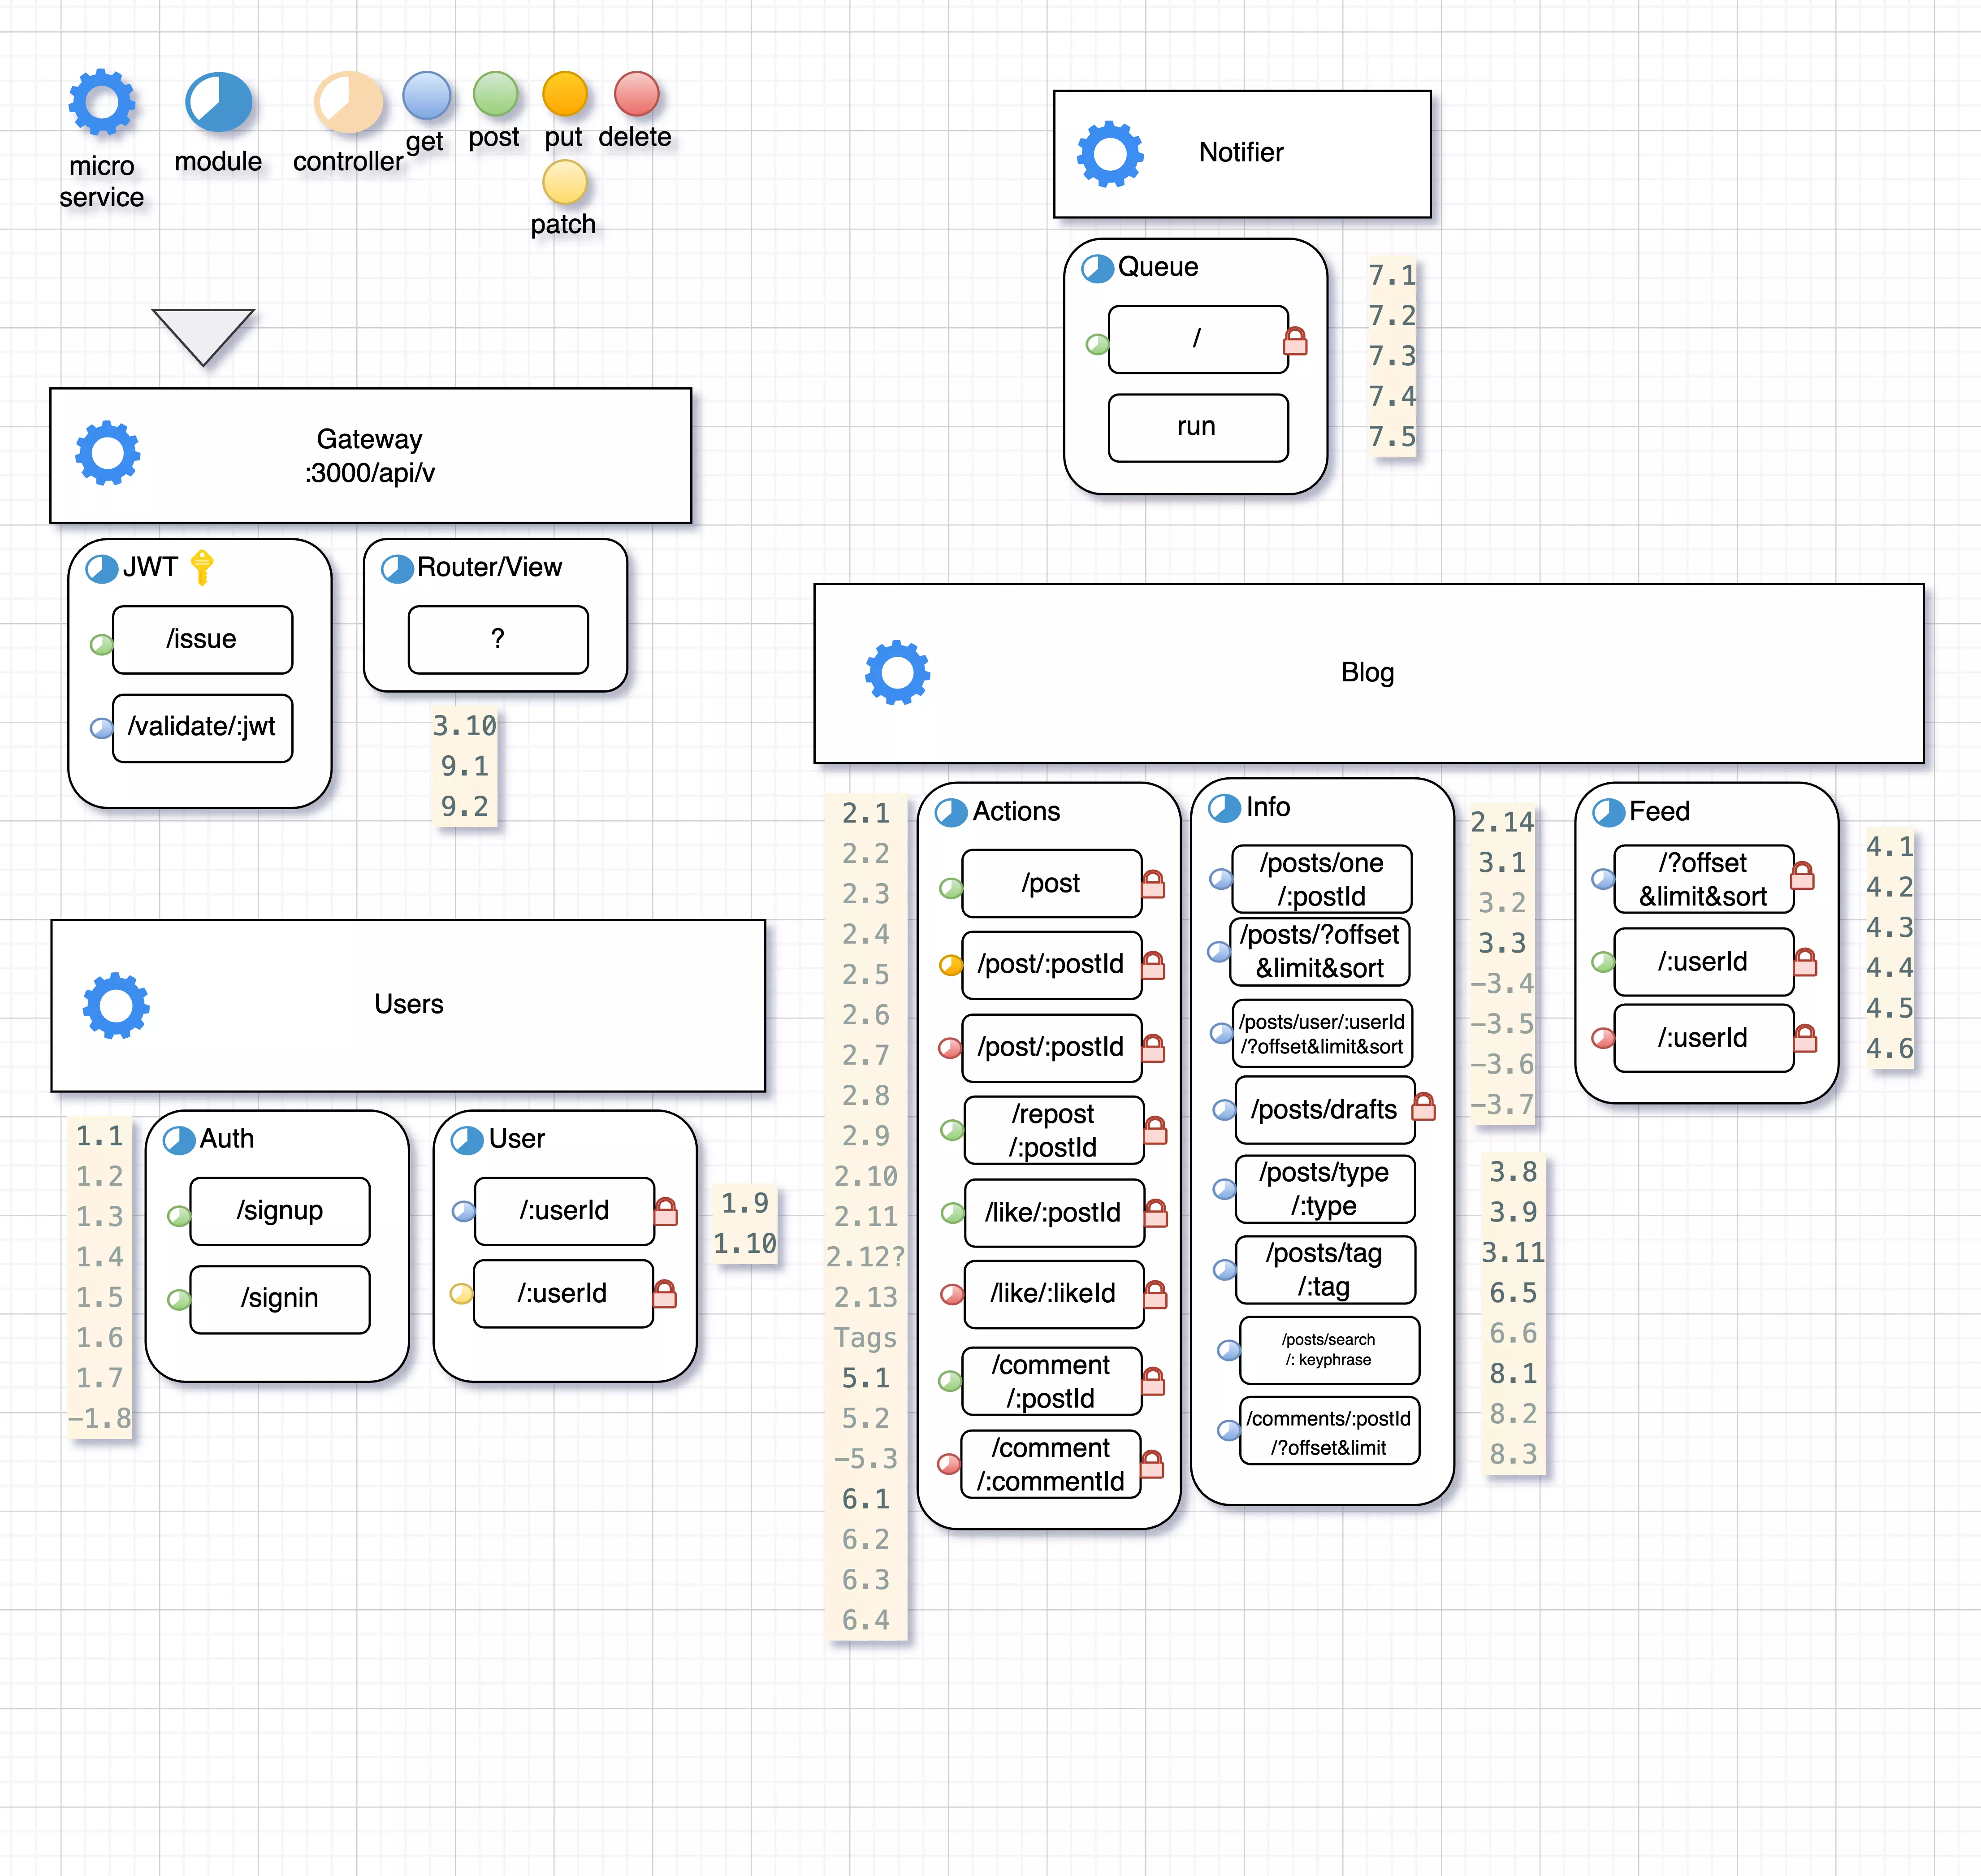 micro
service
module
controller
get
post
put
delete
patch
Notifier
Queue
/
run
7.1
7.2
7.3
7.4
7.5
Gateway
:3000/api/v
JWT
/issue
/validate/:jwt
Router/View
?
3.10
9.1
9.2
Users
1.1
1.2
1.3
1.4
1.5
1.6
1.7
-1.8
Auth
/signup
/signin
User
/:userId
/:userId
1.9
1.10
Blog
2.1
2.2
2.3
2.4
2.5
2.6
2.7
2.8
2.9
2.10
2.11
2.12?
2.13
Tags
5.1
5.2
-5.3
6.1
6.2
6.3
6.4
Actions
/post
/post/:postId
/post/:postId
/repost
/:postId
/like/:postId
/like/:likeId
/comment
/:postId
/comment
/:commentId
Info
/posts/one
/:postId
/posts/?offset
&limit&sort
/posts/user/:userId
/?offset&limit&sort
/posts/drafts
/posts/type
/:type
/posts/tag
/:tag
/posts/search
/: keyphrase
/comments/:postId
/?offset&limit
2.14
3.1
3.2
3.3
-3.4
-3.5
-3.6
-3.7
3.8
3.9
3.11
6.5
6.6
8.1
8.2
8.3
Feed
/?offset
&limit&sort
/:userId
/:userId
4.1
4.2
4.3
4.4
4.5
4.6